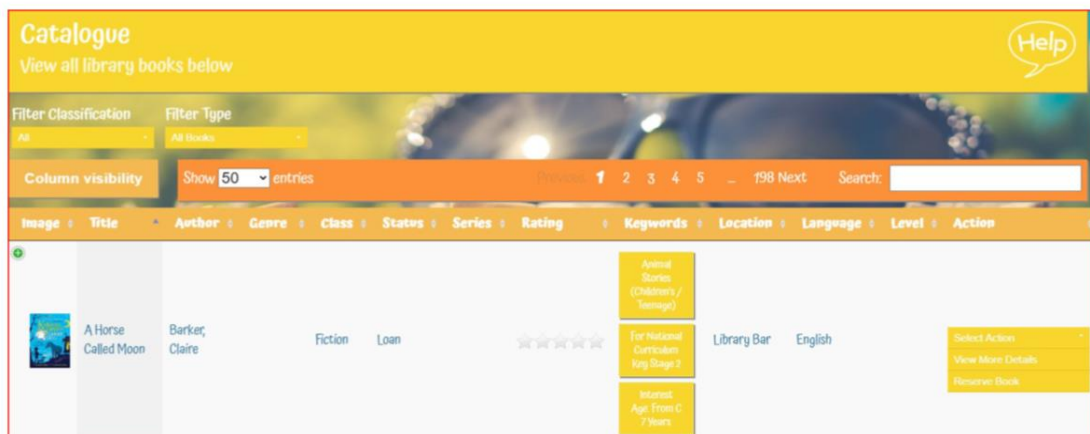 Catalogue
Help
View all library books below
Filter Classification
Filter Type
All
All Books
Column visibility
Show 50 entries
Previous 1 2 3 4 5 ... 198 Next
Search:
Image Title Author Genre Class Status Series Rating Keywords Location Language Level Action
A Horse
Called Moon
Barker,
Claire
Fiction
Loan
Animal
Stories
(Children's /
Teenage)
For National
Curriculum
Key Stage 2
Interest
Age: From C
7 Years
Library Bar
English
Select Action
View More Details
Reserve Book